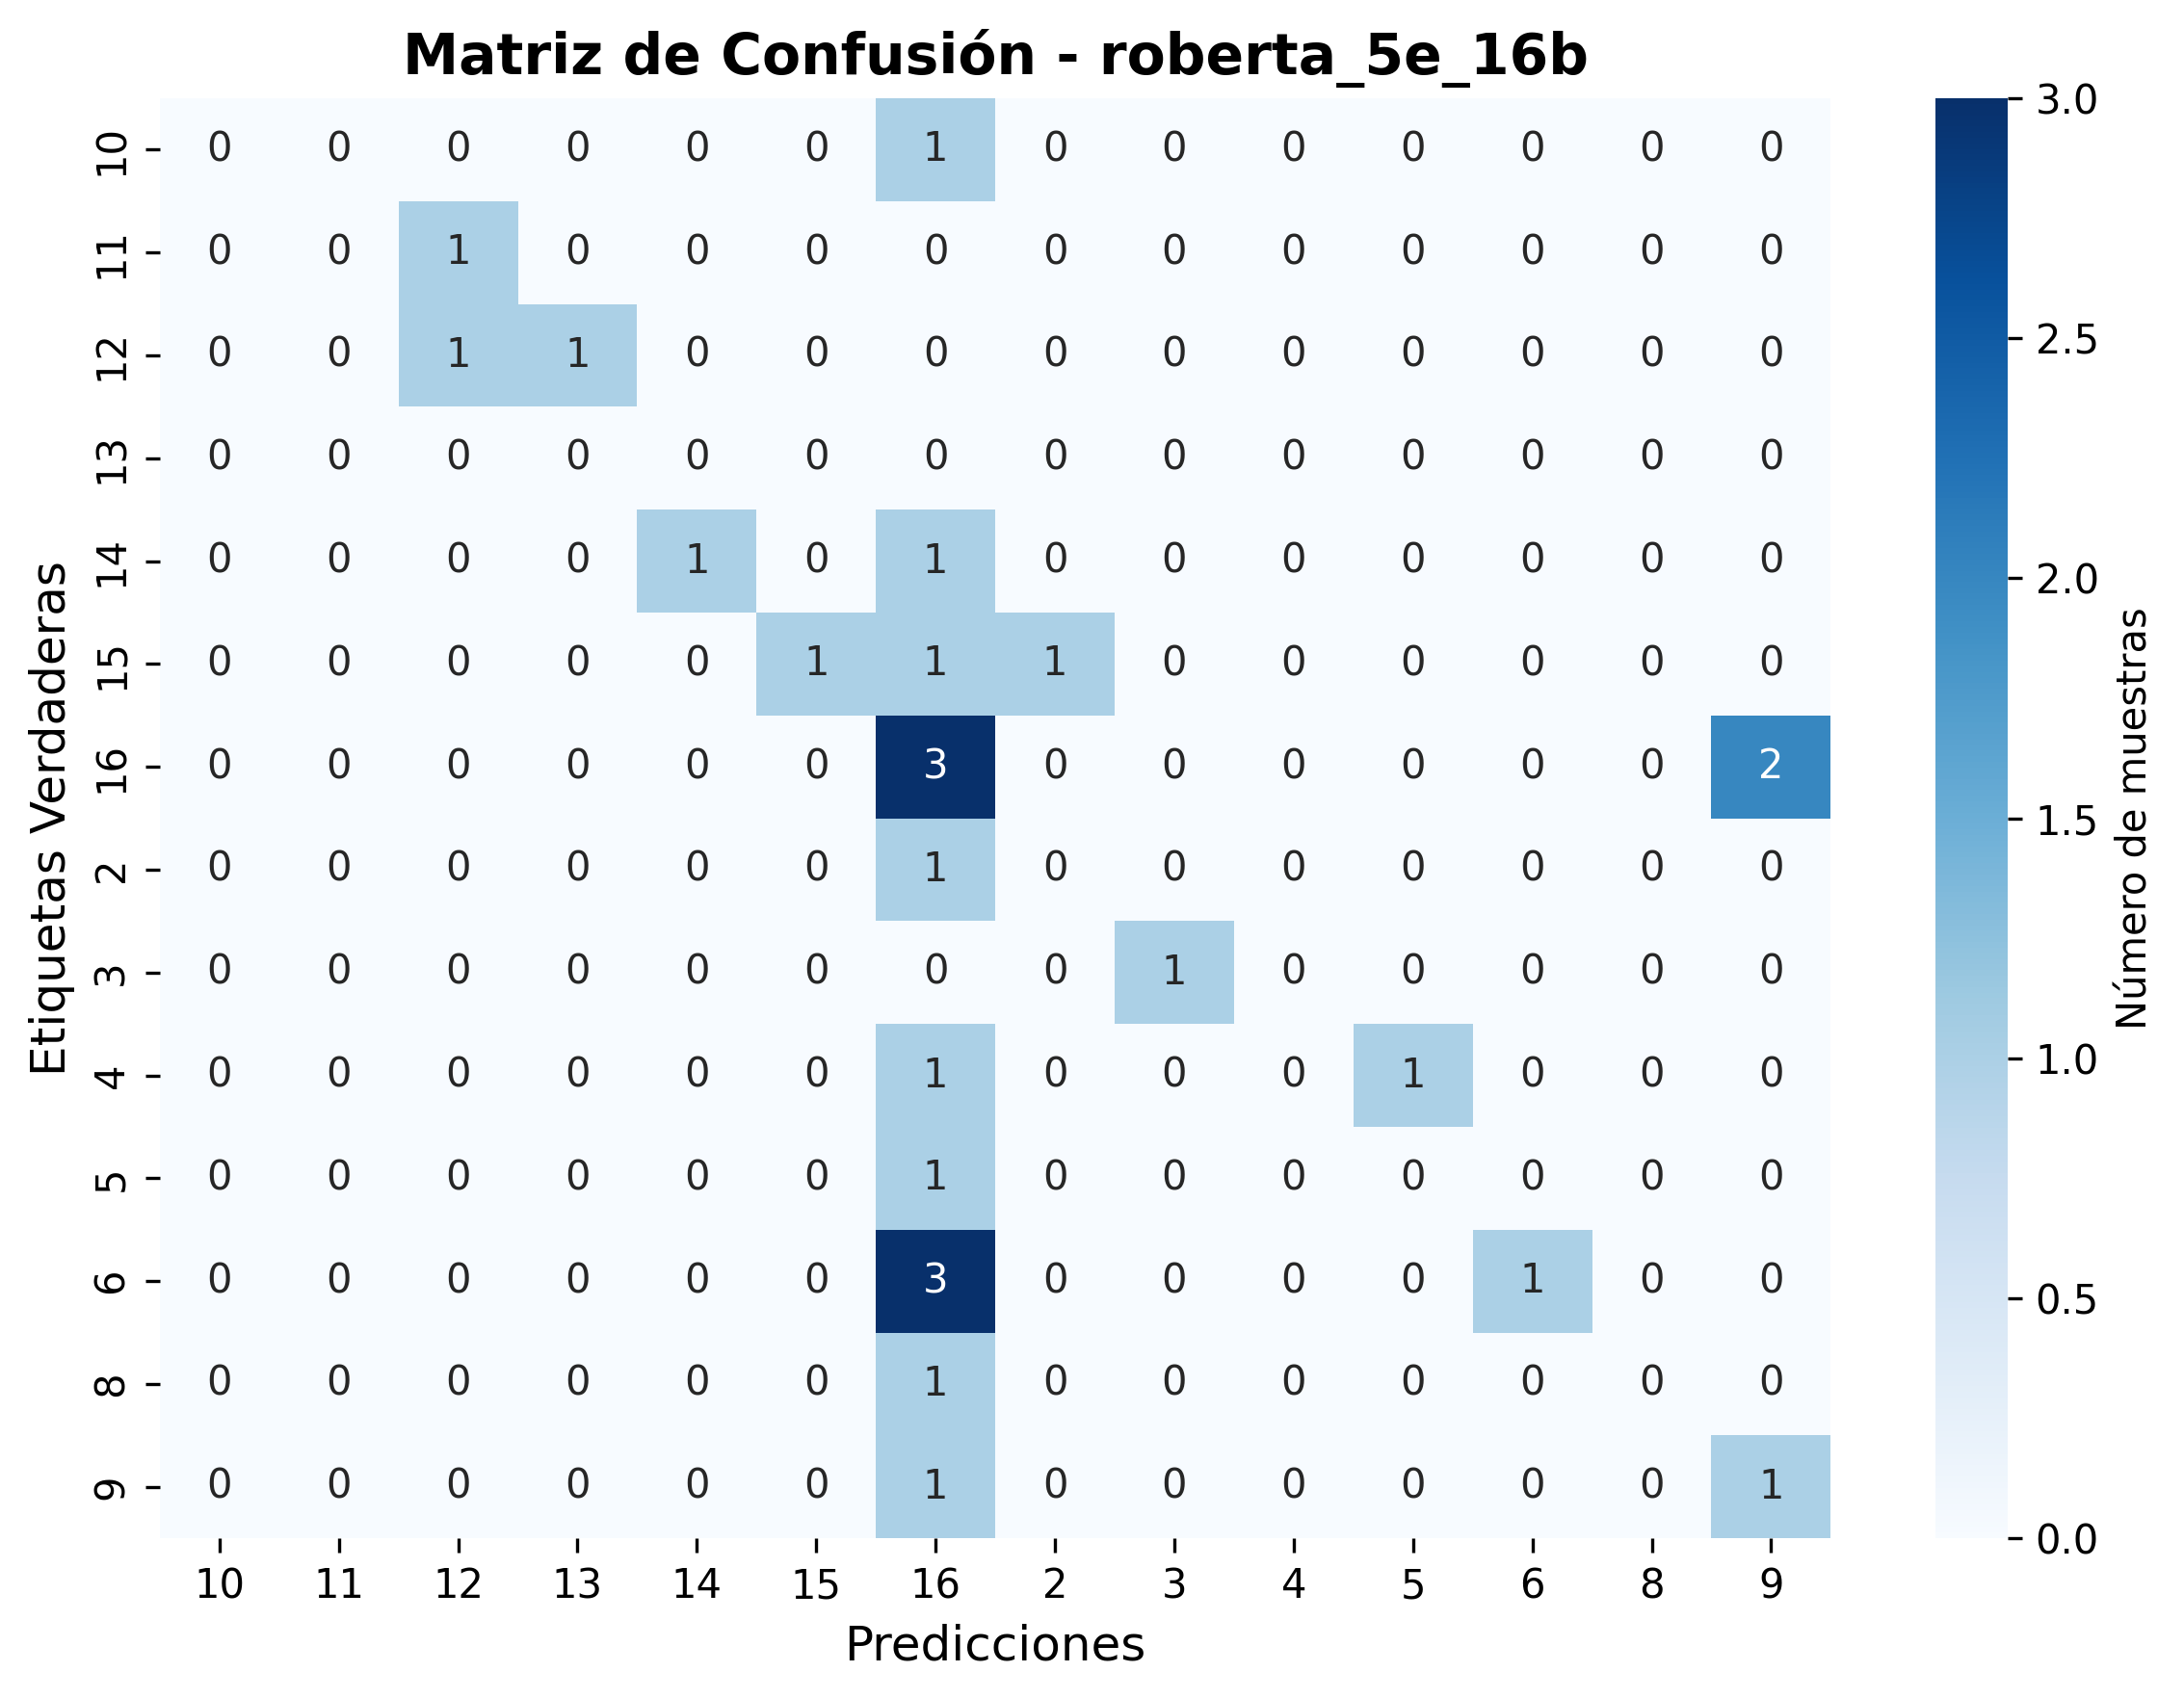 Matriz de Confusión - roberta_5e_16b
Etiquetas Verdaderas
10 0 0 0 0 0 0 1 0 0 0 0 0 0 0
11 0 0 1 0 0 0 0 0 0 0 0 0 0 0
12 0 0 1 1 0 0 0 0 0 0 0 0 0 0
13 0 0 0 0 0 0 0 0 0 0 0 0 0 0
14 0 0 0 0 1 0 1 0 0 0 0 0 0 0
15 0 0 0 0 0 1 1 1 0 0 0 0 0 0
16 0 0 0 0 0 0 3 0 0 0 0 0 0 2
2 0 0 0 0 0 0 1 0 0 0 0 0 0 0
3 0 0 0 0 0 0 0 0 1 0 0 0 0 0
4 0 0 0 0 0 0 1 0 0 0 1 0 0 0
5 0 0 0 0 0 0 1 0 0 0 0 0 0 0
6 0 0 0 0 0 0 3 0 0 0 0 1 0 0
8 0 0 0 0 0 0 1 0 0 0 0 0 0 0
9 0 0 0 0 0 0 1 0 0 0 0 0 0 1
10 11 12 13 14 15 16 2 3 4 5 6 8 9
Predicciones
3.0
2.5
2.0
1.5
1.0
0.5
0.0
Número de muestras